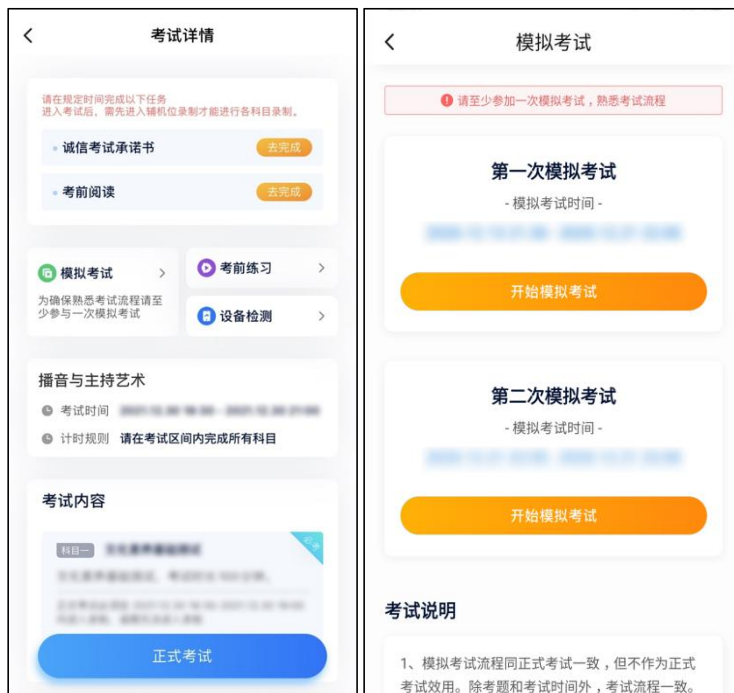 考试详情
请在规定时间完成以下任务
进入考试后，需先进入辅机位录制才能进行各科目录制。
诚信考试承诺书
去完成
考前阅读
去完成
模拟考试
为确保熟悉考试流程请至
少参与一次模拟考试
考前练习
设备检测
播音与主持艺术
考试时间
计时规则 请在考试区间内完成所有科目
考试内容
科目一
正式考试
模拟考试
请至少参加一次模拟考试，熟悉考试流程
第一次模拟考试
- 模拟考试时间 -
开始模拟考试
第二次模拟考试
- 模拟考试时间 -
开始模拟考试
考试说明
1、模拟考试流程同正式考试一致，但不作为正式
考试效用。除考题和考试时间外，考试流程一致。